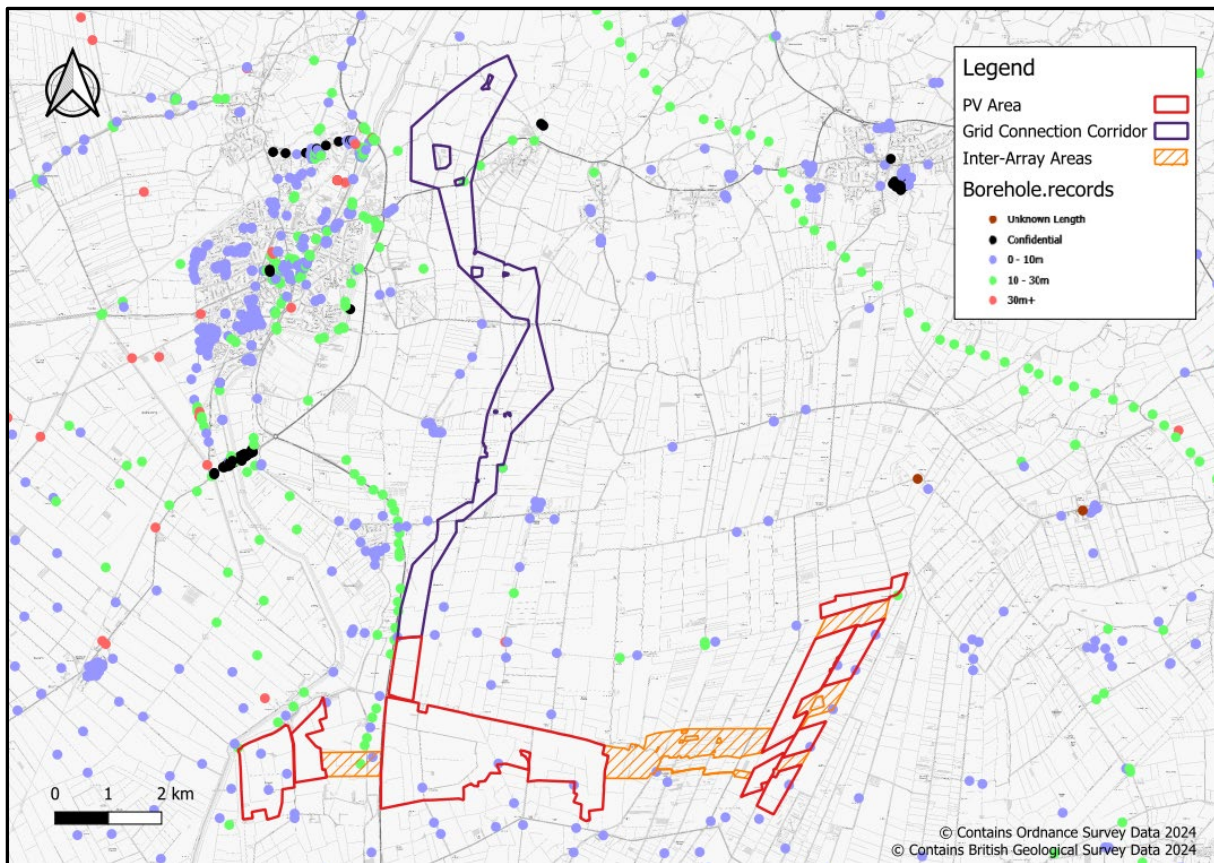 Legend
PV Area
Grid Connection Corridor
Inter-Array Areas
Borehole.records
Unknown Length
Confidential
0 - 10m
10 - 30m
30m+
0 1 2 km
© Contains Ordnance Survey Data 2024
© Contains British Geological Survey Data 2024